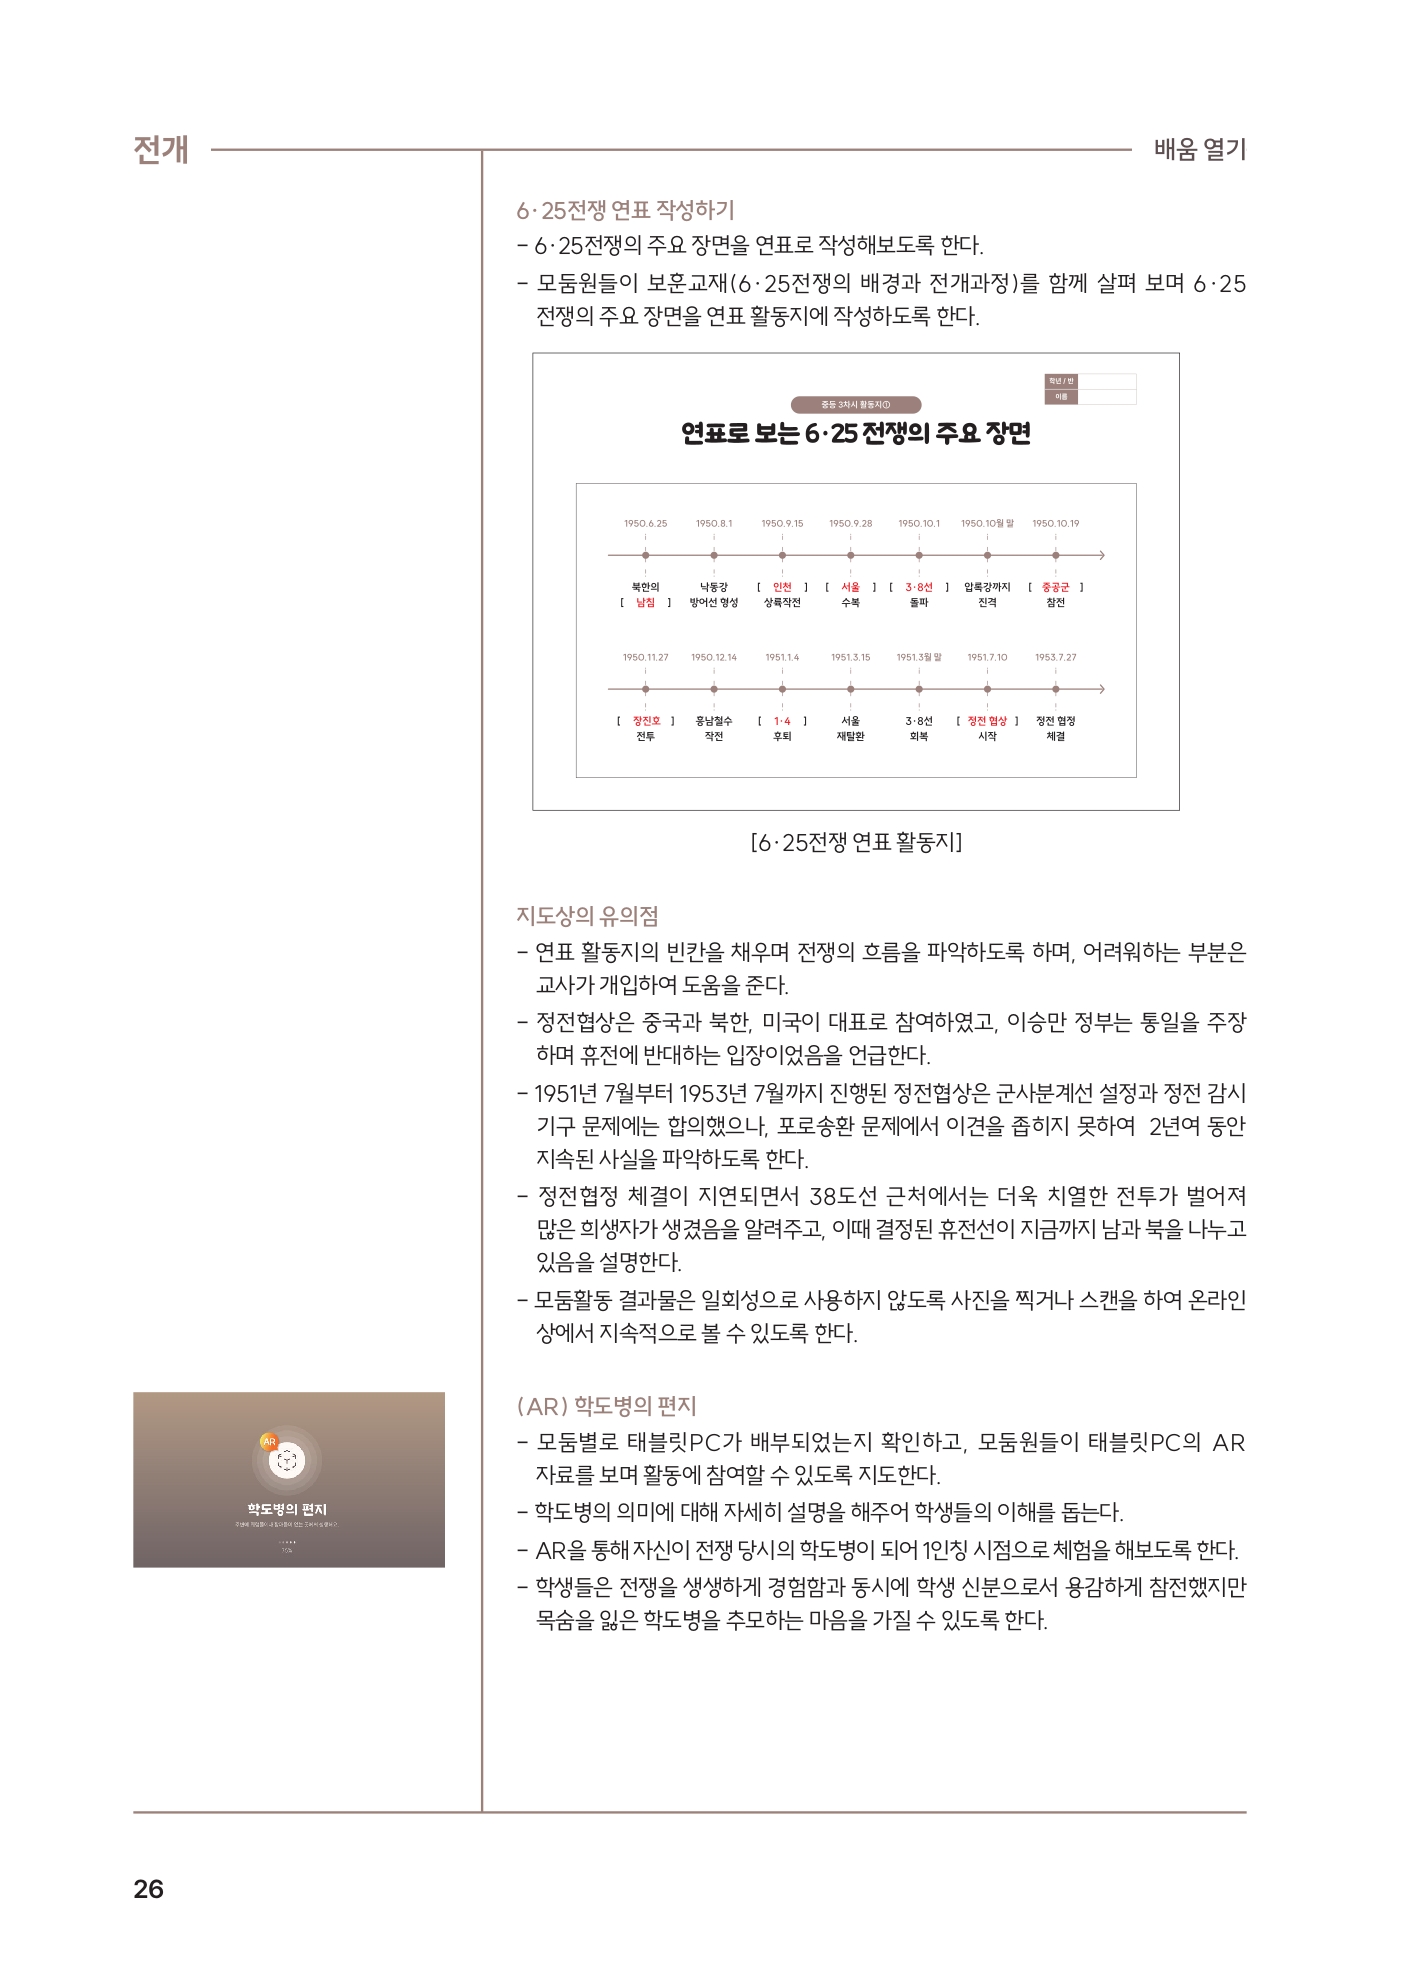 전개
배움 열기
6·25전쟁 연표 작성하기
- 6·25전쟁의 주요 장면을 연표로 작성해보도록 한다.
- 모둠원들이 보훈교재(6·25전쟁의 배경과 전개과정)를 함께 살펴 보며 6·25
전쟁의 주요 장면을 연표 활동지에 작성하도록 한다.
학년 / 반
이름
중등 3차시 활동지①
연표로 보는 6·25 전쟁의 주요 장면
1950.6.25 1950.8.1 1950.9.15 1950.9.28 1950.10.1 1950.10월 말 1950.10.19
북한의 낙동강 [ 인천 ] [ 서울 ] [ 3·8선 ] 압록강까지 [ 중공군 ]
[ 남침 ] 방어선 형성 상륙작전 수복 돌파 진격 참전
1950.11.27 1950.12.14 1951.1.4 1951.3.15 1951.3월 말 1951.7.10 1953.7.27
[ 장진호 ] 흥남철수 [ 1·4 ] 서울 3·8선 [ 정전 협상 ] 정전 협정
전투 작전 후퇴 재탈환 회복 시작 체결
[6·25전쟁 연표 활동지]
지도상의 유의점
- 연표 활동지의 빈칸을 채우며 전쟁의 흐름을 파악하도록 하며, 어려워하는 부분은
교사가 개입하여 도움을 준다.
- 정전협상은 중국과 북한, 미국이 대표로 참여하였고, 이승만 정부는 통일을 주장
하며 휴전에 반대하는 입장이었음을 언급한다.
- 1951년 7월부터 1953년 7월까지 진행된 정전협상은 군사분계선 설정과 정전 감시
기구 문제에는 합의했으나, 포로송환 문제에서 이견을 좁히지 못하여 2년여 동안
지속된 사실을 파악하도록 한다.
- 정전협정 체결이 지연되면서 38도선 근처에서는 더욱 치열한 전투가 벌어져
많은 희생자가 생겼음을 알려주고, 이때 결정된 휴전선이 지금까지 남과 북을 나누고
있음을 설명한다.
- 모둠활동 결과물은 일회성으로 사용하지 않도록 사진을 찍거나 스캔을 하여 온라인
상에서 지속적으로 볼 수 있도록 한다.
AR
학도병의 편지
75%
(AR) 학도병의 편지
- 모둠별로 태블릿PC가 배부되었는지 확인하고, 모둠원들이 태블릿PC의 AR
자료를 보며 활동에 참여할 수 있도록 지도한다.
- 학도병의 의미에 대해 자세히 설명을 해주어 학생들의 이해를 돕는다.
- AR을 통해 자신이 전쟁 당시의 학도병이 되어 1인칭 시점으로 체험을 해보도록 한다.
- 학생들은 전쟁을 생생하게 경험함과 동시에 학생 신분으로서 용감하게 참전했지만
목숨을 잃은 학도병을 추모하는 마음을 가질 수 있도록 한다.
26